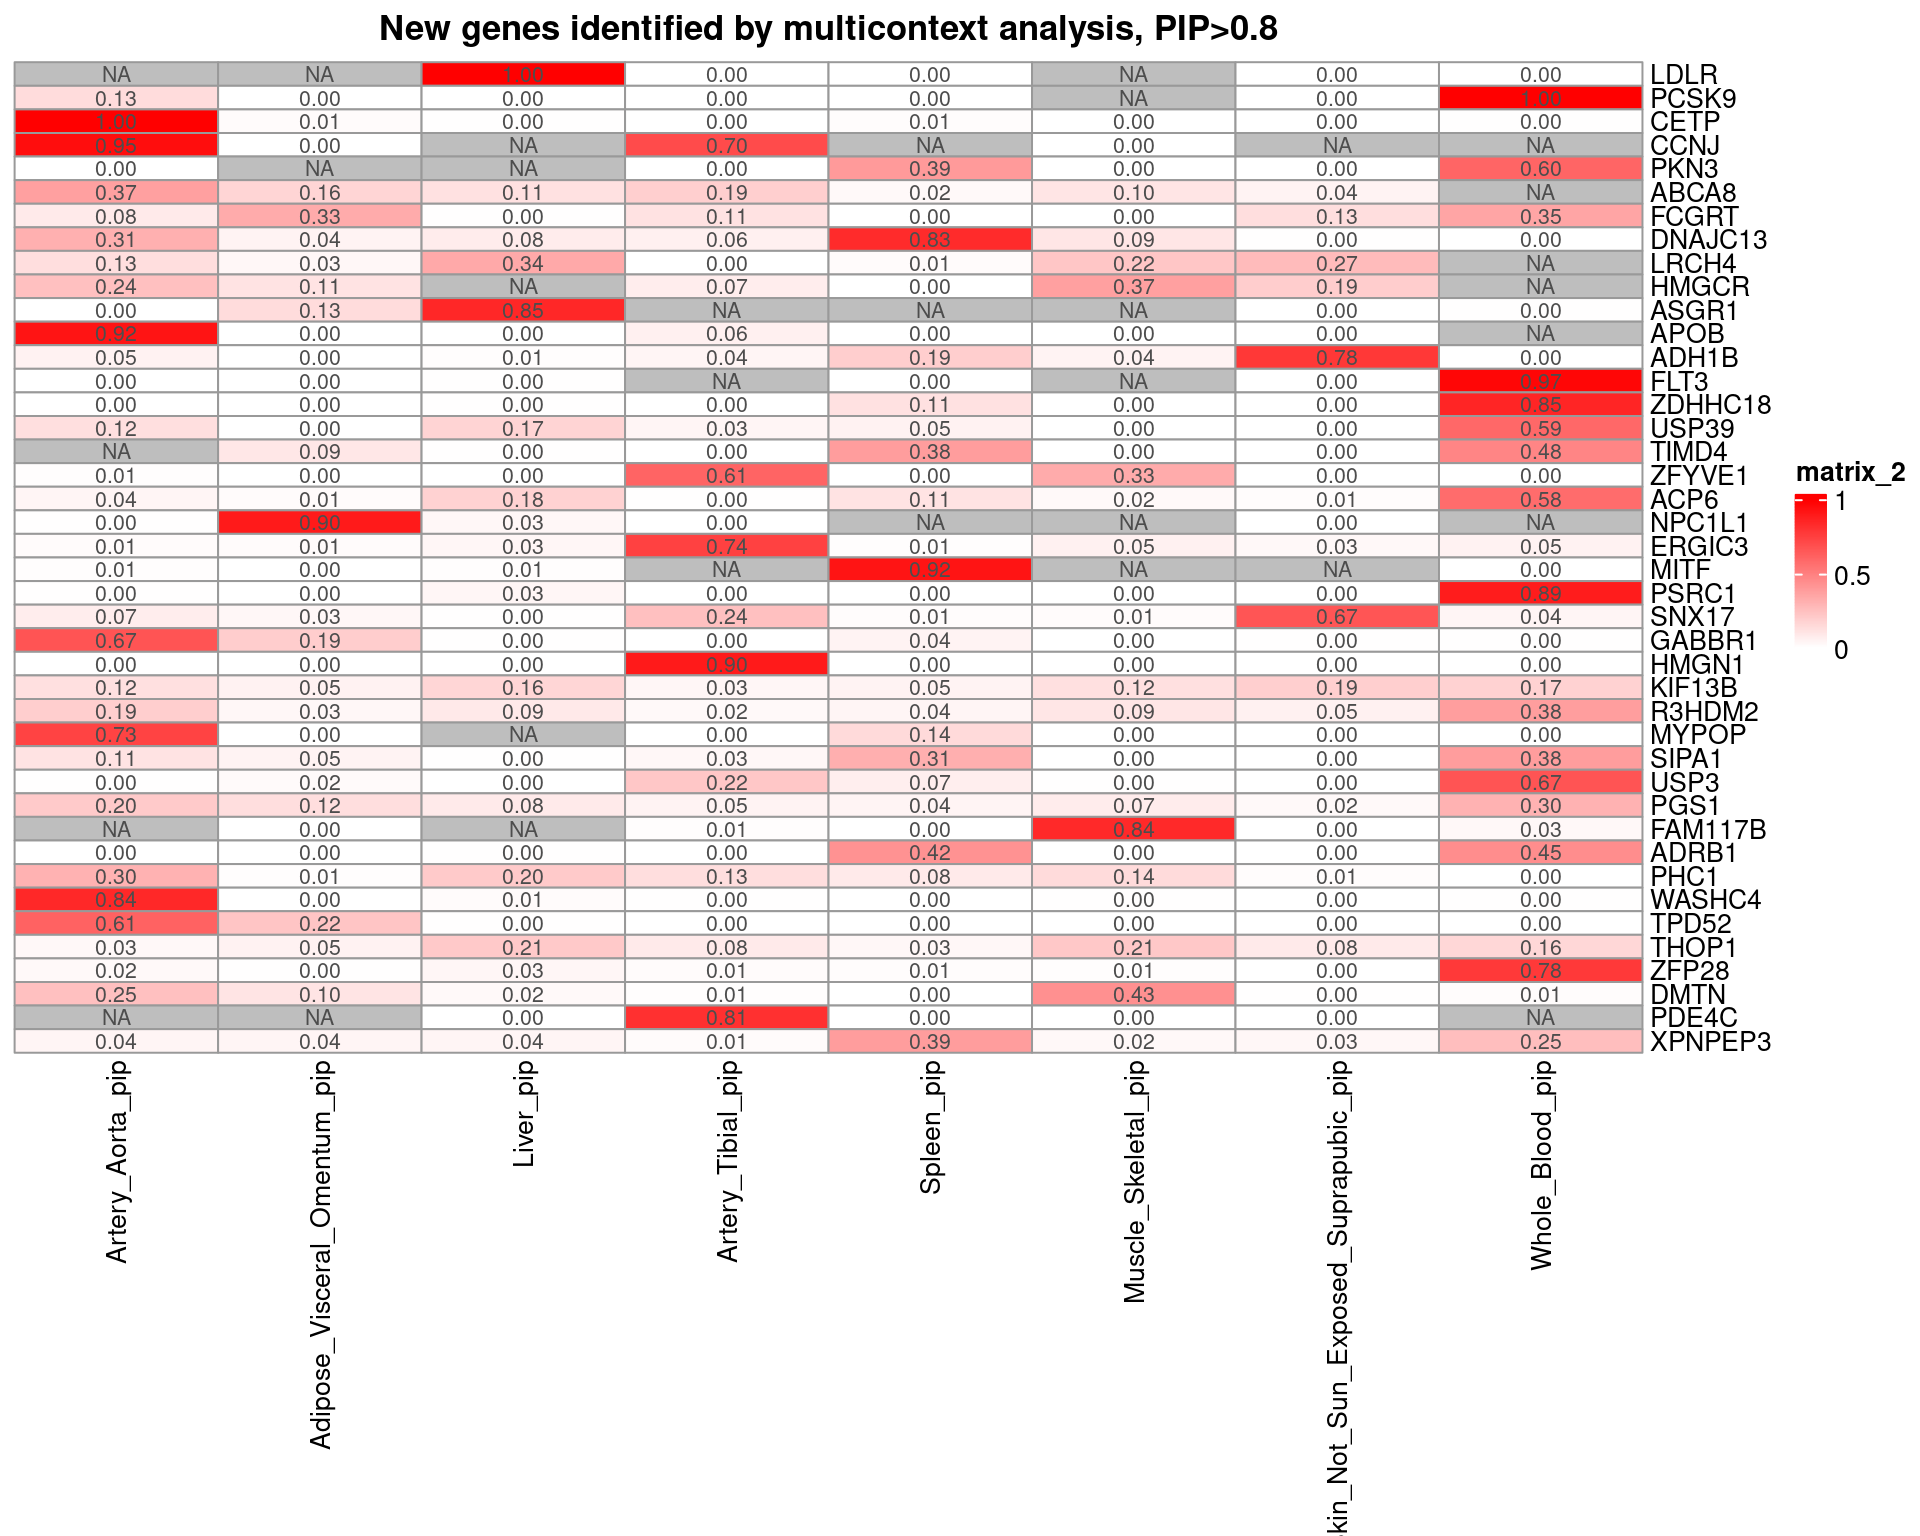 New genes identified by multicontext analysis, PIP>0.8
NA NA 1.00 0.00 0.00 NA 0.00 0.00 LDLR
0.13 0.00 0.00 0.00 0.00 NA 0.00 1.00 PCSK9
1.00 0.01 0.00 0.00 0.01 0.00 0.00 0.00 CETP
0.95 0.00 NA 0.70 NA 0.00 NA NA CCNJ
0.00 NA NA 0.00 0.39 0.00 0.00 0.60 PKN3
0.37 0.16 0.11 0.19 0.02 0.10 0.04 NA ABCA8
0.08 0.33 0.00 0.11 0.00 0.00 0.13 0.35 FCGRT
0.31 0.04 0.08 0.06 0.83 0.09 0.00 0.00 DNAJC13
0.13 0.03 0.34 0.00 0.01 0.22 0.27 NA LRCH4
0.24 0.11 NA 0.07 0.00 0.37 0.19 NA HMGCR
0.00 0.13 0.85 NA NA NA 0.00 0.00 ASGR1
0.92 0.00 0.00 0.06 0.00 0.00 0.00 NA APOB
0.05 0.00 0.01 0.04 0.19 0.04 0.78 0.00 ADH1B
0.00 0.00 0.00 NA 0.00 NA 0.00 0.97 FLT3
0.00 0.00 0.00 0.00 0.11 0.00 0.00 0.85 ZDHHC18
0.12 0.00 0.17 0.03 0.05 0.00 0.00 0.59 USP39
NA 0.09 0.00 0.00 0.38 0.00 0.00 0.48 TIMD4
0.01 0.00 0.00 0.61 0.00 0.33 0.00 0.00 ZFYVE1
0.04 0.01 0.18 0.00 0.11 0.02 0.01 0.58 ACP6
0.00 0.90 0.03 0.00 NA NA 0.00 NA NPC1L1
0.01 0.01 0.03 0.74 0.01 0.05 0.03 0.05 ERGIC3
0.01 0.00 0.01 NA 0.92 NA NA 0.00 MITF
0.00 0.00 0.03 0.00 0.00 0.00 0.00 0.89 PSRC1
0.07 0.03 0.00 0.24 0.01 0.01 0.67 0.04 SNX17
0.67 0.19 0.00 0.00 0.04 0.00 0.00 0.00 GABBR1
0.00 0.00 0.00 0.90 0.00 0.00 0.00 0.00 HMGN1
0.12 0.05 0.16 0.03 0.05 0.12 0.19 0.17 KIF13B
0.19 0.03 0.09 0.02 0.04 0.09 0.05 0.38 R3HDM2
0.73 0.00 NA 0.00 0.14 0.00 0.00 0.00 MYPOP
0.11 0.05 0.00 0.03 0.31 0.00 0.00 0.38 SIPA1
0.00 0.02 0.00 0.22 0.07 0.00 0.00 0.67 USP3
0.20 0.12 0.08 0.05 0.04 0.07 0.02 0.30 PGS1
NA 0.00 NA 0.01 0.00 0.84 0.00 0.03 FAM117B
0.00 0.00 0.00 0.00 0.42 0.00 0.00 0.45 ADRB1
0.30 0.01 0.20 0.13 0.08 0.14 0.01 0.00 PHC1
0.84 0.00 0.01 0.00 0.00 0.00 0.00 0.00 WASHC4
0.61 0.22 0.00 0.00 0.00 0.00 0.00 0.00 TPD52
0.03 0.05 0.21 0.08 0.03 0.21 0.08 0.16 THOP1
0.02 0.00 0.03 0.01 0.01 0.01 0.00 0.78 ZFP28
0.25 0.10 0.02 0.01 0.00 0.43 0.00 0.01 DMTN
NA NA 0.00 0.81 0.00 0.00 0.00 NA PDE4C
0.04 0.04 0.04 0.01 0.39 0.02 0.03 0.25 XPNPEP3
Artery_Aorta_pip
Adipose_Visceral_Omentum_pip
Liver_pip
Artery_Tibial_pip
Spleen_pip
Muscle_Skeletal_pip
kin_Not_Sun_Exposed_Suprapubic_pip
Whole_Blood_pip
matrix_2
1
0.5
0